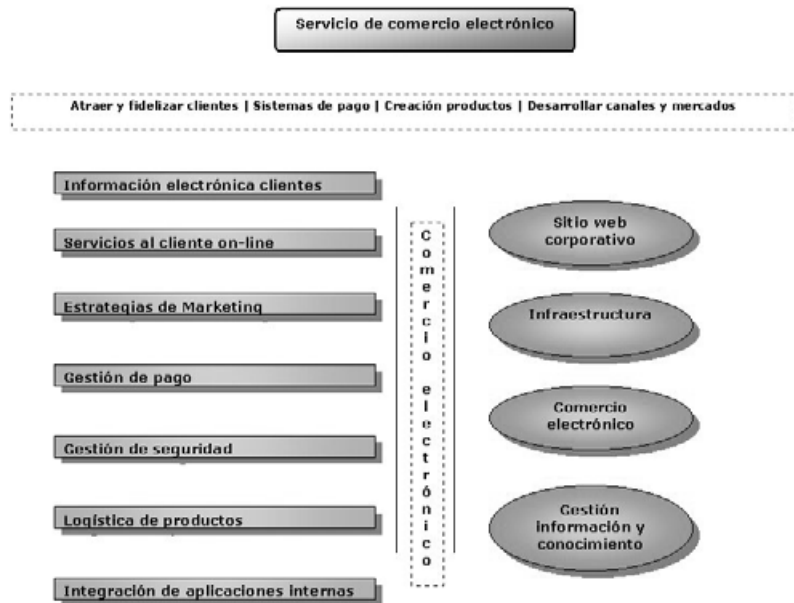 Servicio de comercio electrónico
Atraer y fidelizar clientes | Sistemas de pago | Creación productos | Desarrollar canales y mercados
Información electrónica clientes
Servicios al cliente on-line
Estrategias de Marketing
Gestión de pago
Gestión de seguridad
Logística de productos
Integración de aplicaciones internas
Comercio electrónico
Sitio web
corporativo
Infraestructura
Comercio
electrónico
Gestión
información y
conocimiento